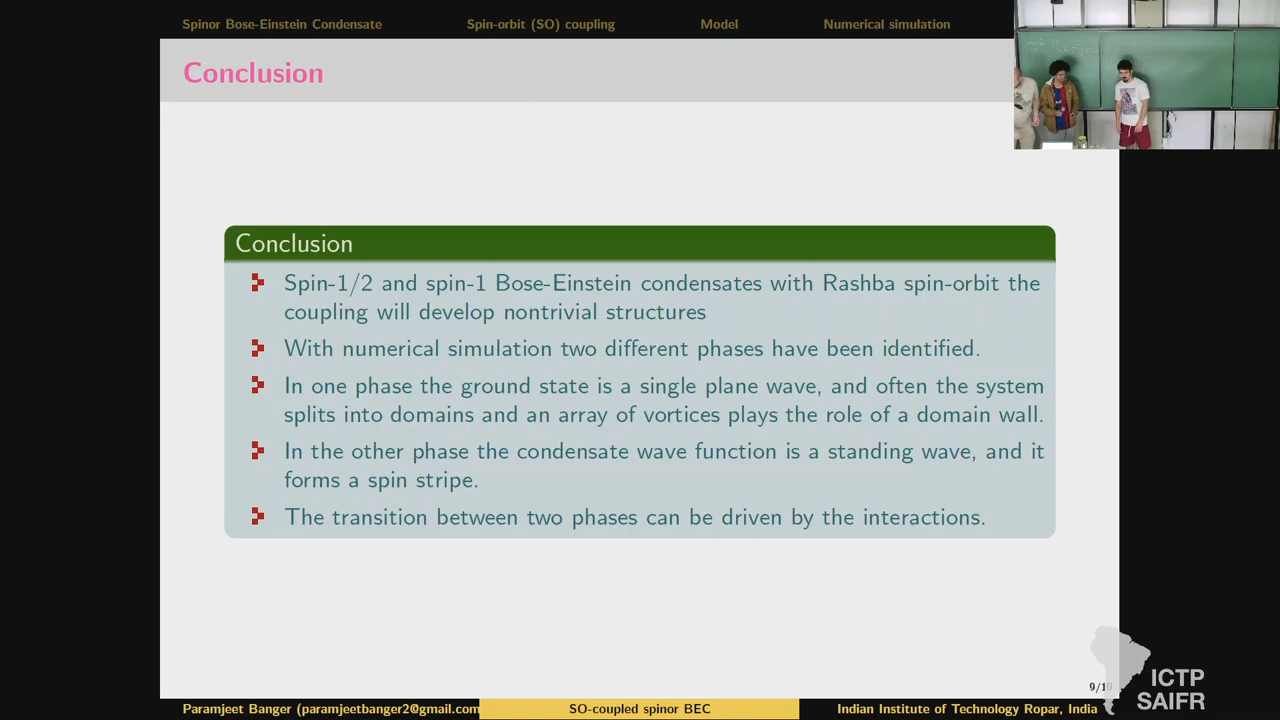 Spinor Bose-Einstein Condensate Spin-orbit (SO) coupling Model Numerical simulation
Conclusion
Conclusion
Spin-1/2 and spin-1 Bose-Einstein condensates with Rashba spin-orbit the
coupling will develop nontrivial structures
With numerical simulation two different phases have been identified.
In one phase the ground state is a single plane wave, and often the system
splits into domains and an array of vortices plays the role of a domain wall.
In the other phase the condensate wave function is a standing wave, and it
forms a spin stripe.
The transition between two phases can be driven by the interactions.
9/10
ICTP
SAIFR
Paramjeet Banger (paramjeetbanger2@gmail.com SO-coupled spinor BEC Indian Institute of Technology Ropar, India